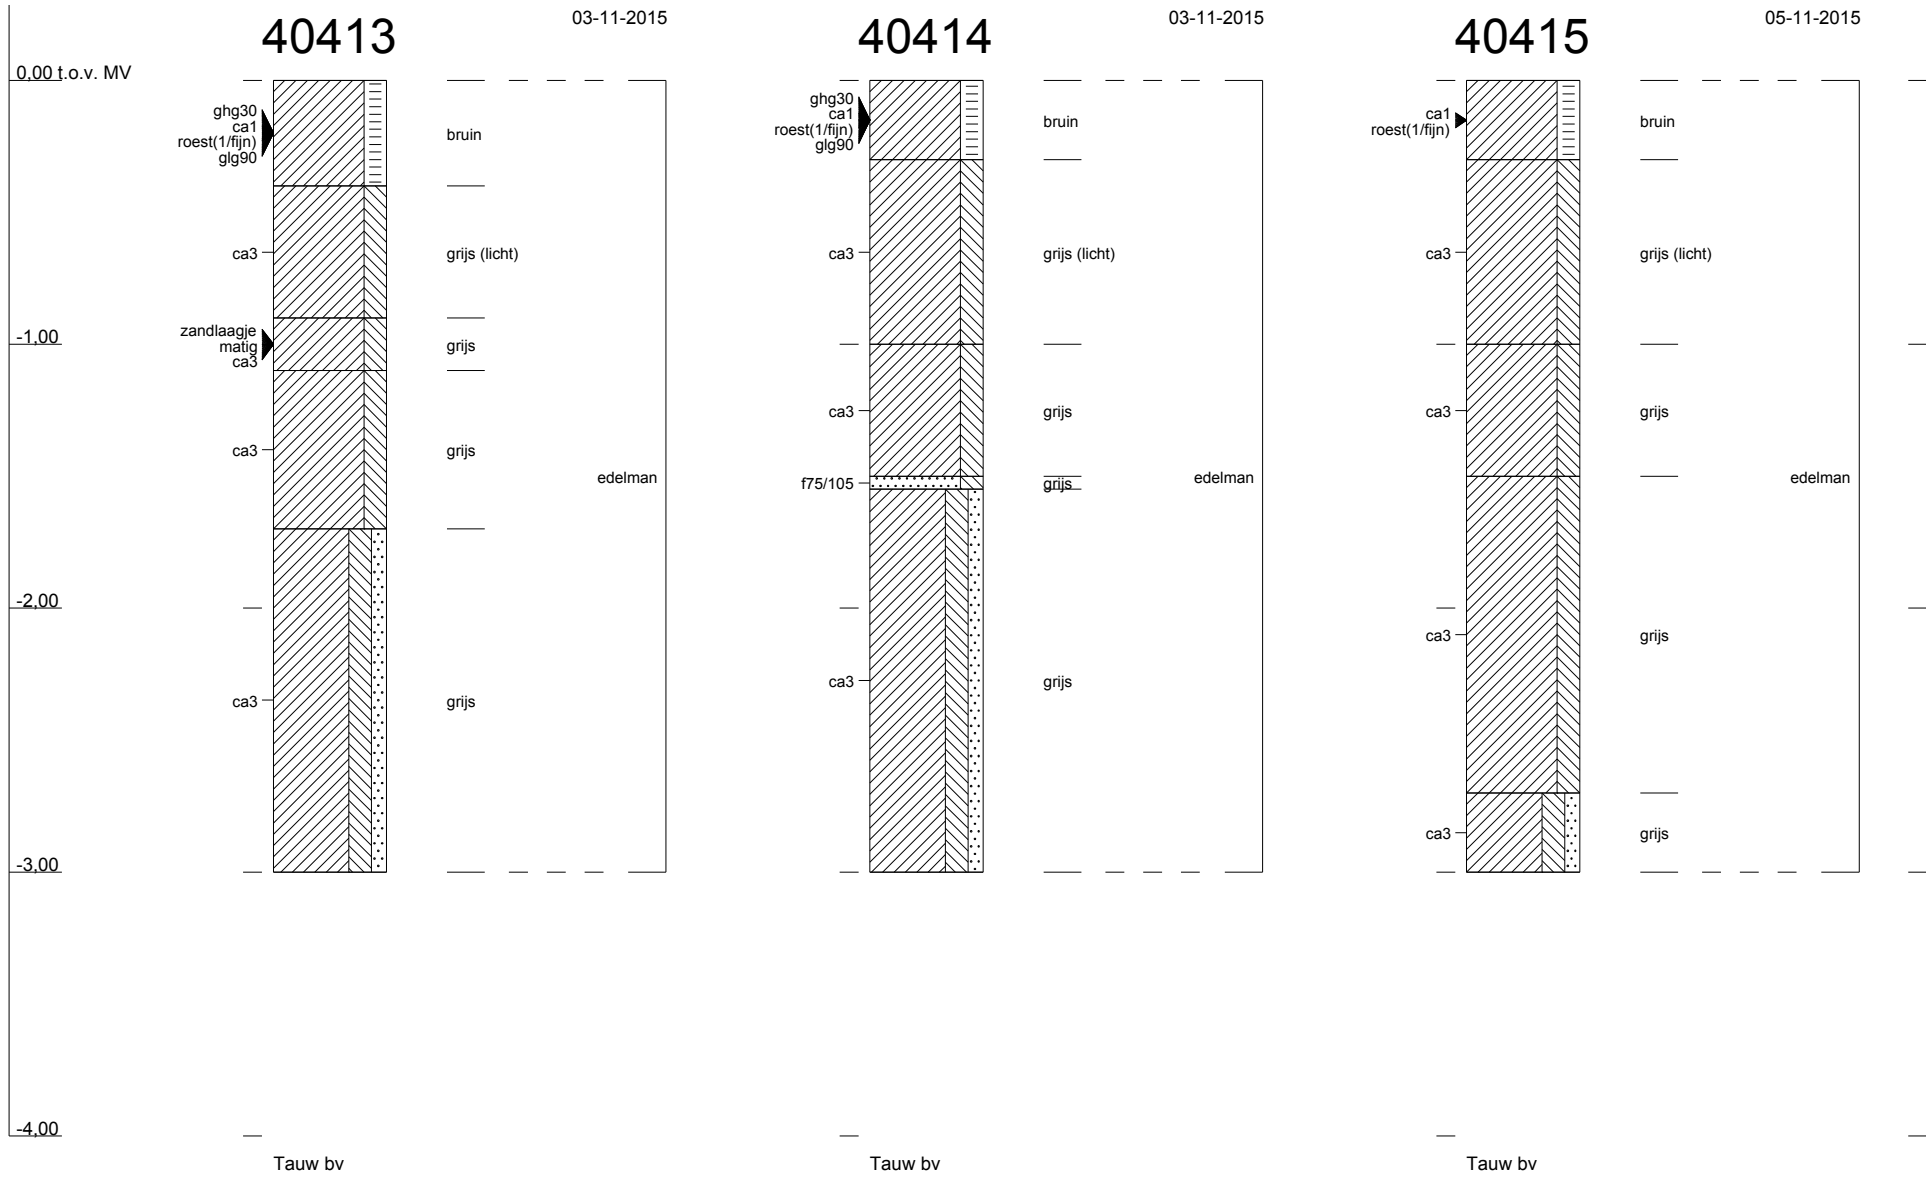 40413
03-11-2015
0,00 t.o.v. MV
ghg30
ca1
roest(1/fijn)
glg90
bruin
ca3
grijs (licht)
zandlaagje
matig
ca3
grijs
ca3
grijs
edelman
ca3
grijs
-1,00
-2,00
-3,00
-4,00
Tauw bv
40414
03-11-2015
ghg30
ca1
roest(1/fijn)
glg90
bruin
ca3
grijs (licht)
ca3
grijs
f75/105
grijs
edelman
ca3
grijs
Tauw bv
40415
05-11-2015
ca1
roest(1/fijn)
bruin
ca3
grijs (licht)
ca3
grijs
edelman
ca3
grijs
ca3
grijs
Tauw bv